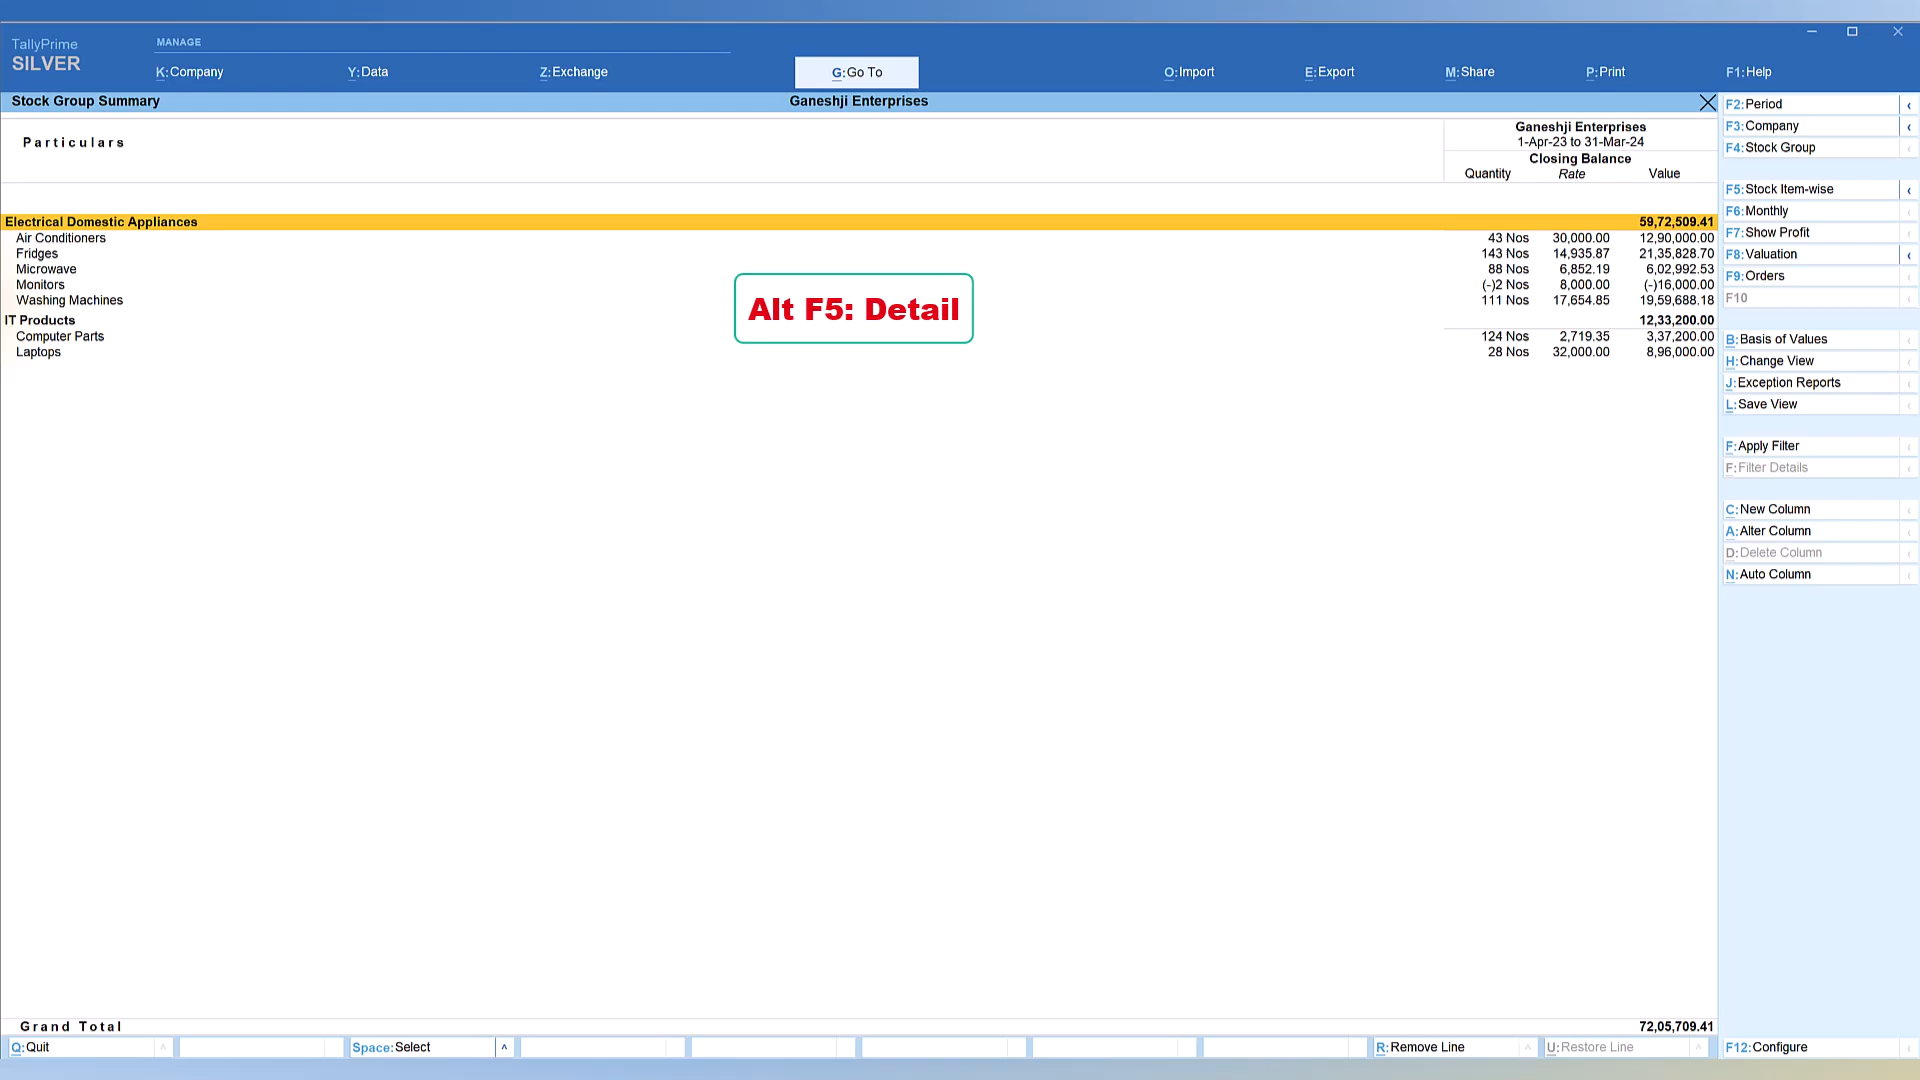 TallyPrime
SILVER
MANAGE
K:Company
Y:Data
Z:Exchange
G:Go To
O:Import
E:Export
M:Share
P:Print
F1:Help
Stock Group Summary
Ganeshji Enterprises
Particulars
Ganeshji Enterprises
1-Apr-23 to 31-Mar-24
Closing Balance
Quantity Rate Value
Electrical Domestic Appliances 59,72,509.41
Air Conditioners 43 Nos 30,000.00 12,90,000.00
Fridges 143 Nos 14,935.87 21,35,828.70
Microwave 88 Nos 6,852.19 6,02,992.53
Monitors (-)2 Nos 8,000.00 (-)16,000.00
Washing Machines 111 Nos 17,654.85 19,59,688.18
IT Products 12,33,200.00
Computer Parts 124 Nos 2,719.35 3,37,200.00
Laptops 28 Nos 32,000.00 8,96,000.00
Alt F5: Detail
Grand Total 72,05,709.41
F2:Period
F3:Company
F4:Stock Group
F5:Stock Item-wise
F6:Monthly
F7:Show Profit
F8:Valuation
F9:Orders
F10
B:Basis of Values
H:Change View
J:Exception Reports
L:Save View
F:Apply Filter
F:Filter Details
C:New Column
A:Alter Column
D:Delete Column
N:Auto Column
Q:Quit
Space:Select
R:Remove Line
U:Restore Line
F12:Configure